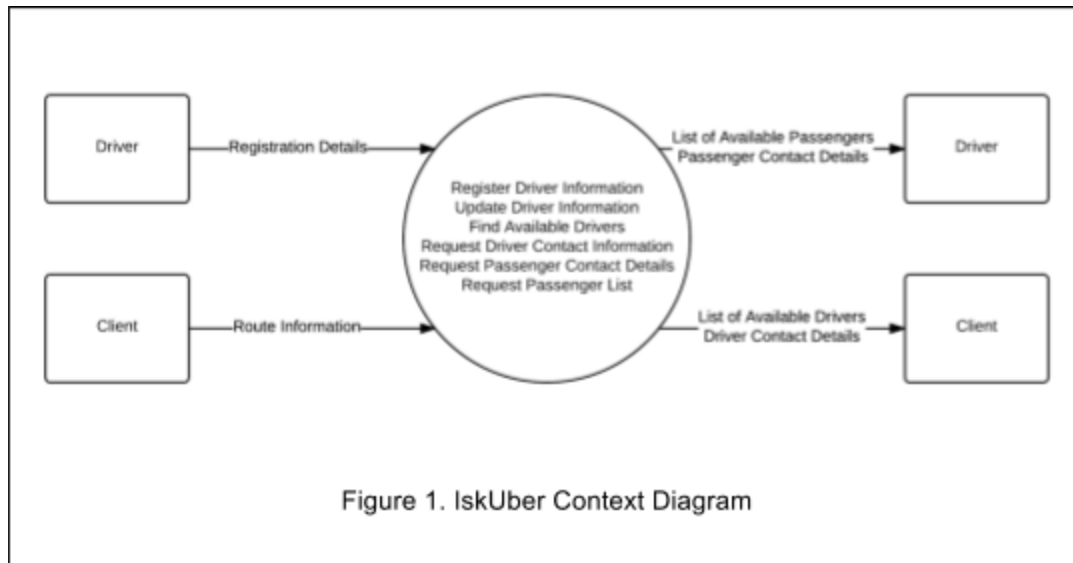 Driver
Registration Details
List of Available Passengers
Passenger Contact Details
Driver
Register Driver Information
Update Driver Information
Find Available Drivers
Request Driver Contact Information
Request Passenger Contact Details
Request Passenger List
Client
Route Information
List of Available Drivers
Driver Contact Details
Client
Figure 1. IskUber Context Diagram